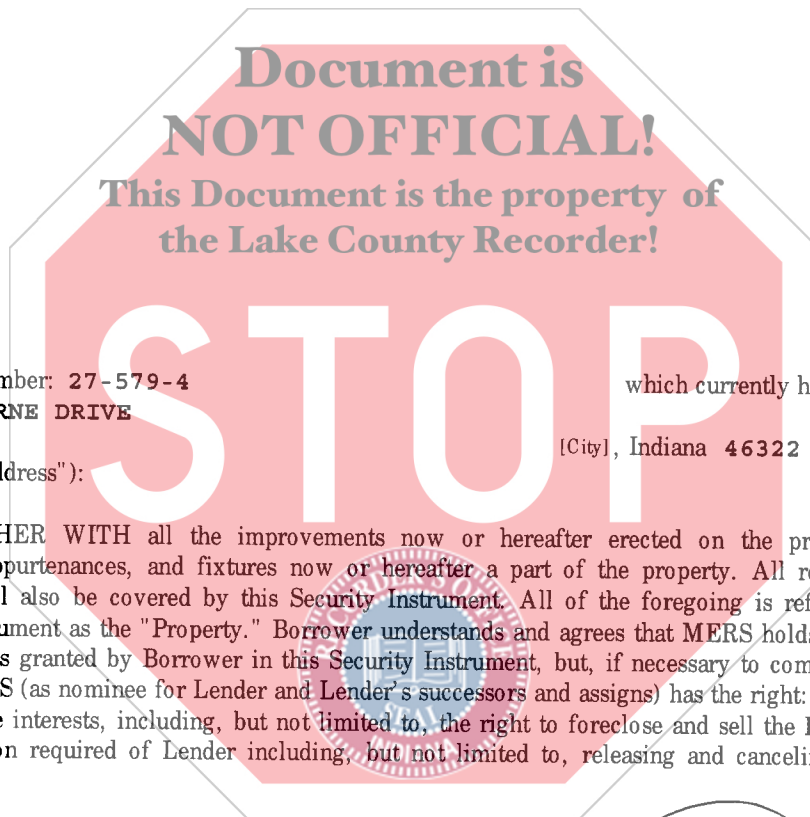 Document is
NOT OFFICIAL!
This Document is the property of
the Lake County Recorder!
STOP
mber: 27-579-4 which currently h
RNE DRIVE
[City], Indiana 46322
ldress"):
HER WITH all the improvements now or hereafter erected on the pr
ppurtenances, and fixtures now or hereafter a part of the property. All r
l also be covered by this Security Instrument. All of the foregoing is ref
ument as the "Property." Borrower understands and agrees that MERS holds
s granted by Borrower in this Security Instrument, but, if necessary to com
S (as nominee for Lender and Lender's successors and assigns) has the right:
e interests, including, but not limited to, the right to foreclose and sell the
on required of Lender including, but not limited to, releasing and canceli
SEAL